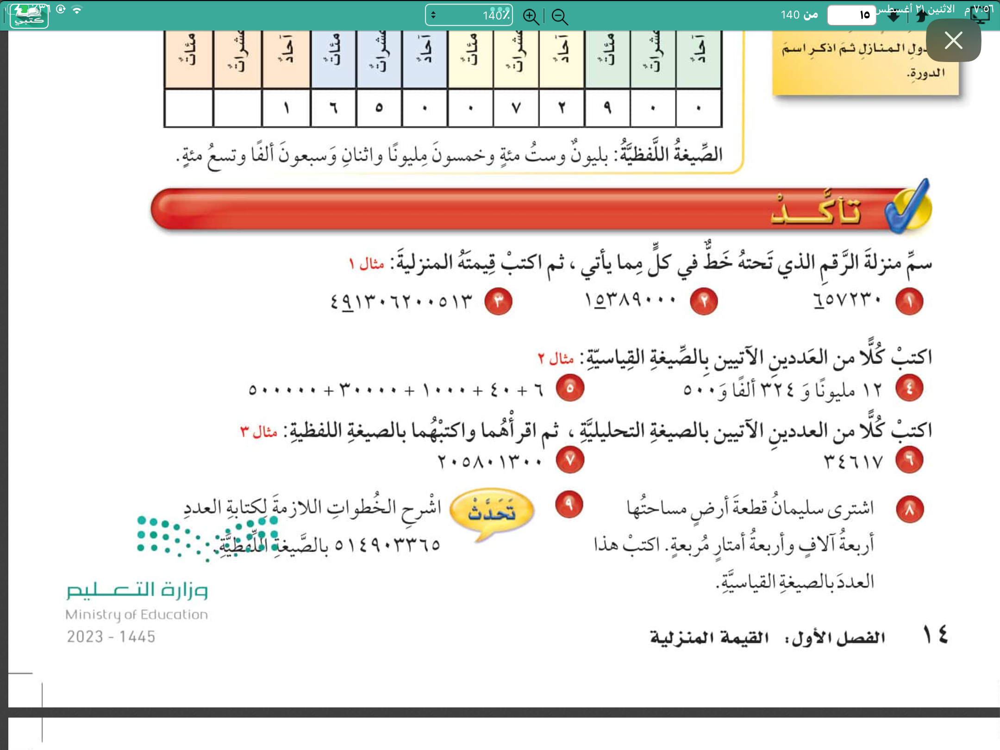 ٧:٥٦ م الاثنين ٢١ أغسطس
١٥ من 140
140٪
كتبي
المنازلِ ثمَّ اذكرِ اسمَ
الدورةِ.
آحادٌ عشراتٌ مئاتٌ آحادٌ عشراتٌ مئاتٌ آحادٌ عشراتٌ مئاتٌ آحادٌ عشراتٌ مئاتٌ
٠ ٠ ٩ ٢ ٧ ٠ ٠ ٥ ٦ ١
الصِّيغةُ اللَّفظيَّةُ: بليونٌ وستُ مئةٍ وخمسونَ مِليونًا واثنانِ وَسبعونَ ألفًا وتسعُ مئةٍ.
تأكَّـدْ
سمِّ منزلةَ الرَّقمِ الذي تَحتهُ خَطٌّ في كلٍّ مِما يأتي ، ثم اكتبْ قِيمتَهُ المنزليةَ: مثال ١
١ ٦٥٧٢٣٠ ٢ ١٥٣٨٩٠٠٠ ٣ ٤٩١٣٠٦٢٠٠٥١٣
اكتبْ كُلًّا من العَددينِ الآتيين بِالصِّيغةِ القِياسيّةِ: مثال ٢
٤ ١٢ مليونًا وَ ٣٢٤ ألفًا وَ ٥٠٠ ٥ ٦ + ٤٠ + ١٠٠٠ + ٣٠٠٠٠ + ٥٠٠٠٠٠
اكتبْ كُلًّا من العددينِ الآتيين بالصيغةِ التحليليَّةِ ، ثم اقرأْهُما واكتبْهُما بالصيغةِ اللفظيةِ: مثال ٣
٦ ٣٤٦١٧ ٧ ٢٠٥٨٠١٣٠٠
٨ اشترى سليمانُ قطعةَ أرضٍ مساحتُها
أربعةُ آلافٍ وأربعةُ أمتارٍ مُربعةٍ. اكتبْ هذا
العددَ بالصيغةِ القياسيَّةِ.
٩ تَحَدَّثْ اشْرحِ الخُطواتِ اللازمةَ لِكتابةِ العددِ
٥١٤٩٠٣٣٦٥ بالصَّيغةِ اللَّفظيَّةِ.
وزارة التعليم
Ministry of Education
2023 - 1445
١٤ الفصل الأول: القيمة المنزلية